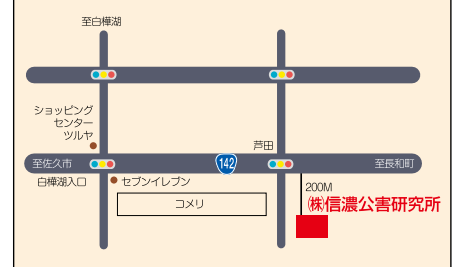 至白樺湖
ショッピング
センター
ツルヤ
芦田
至佐久市
142
至長和町
白樺湖入口
セブンイレブン
200M
コメリ
㈱信濃公害研究所